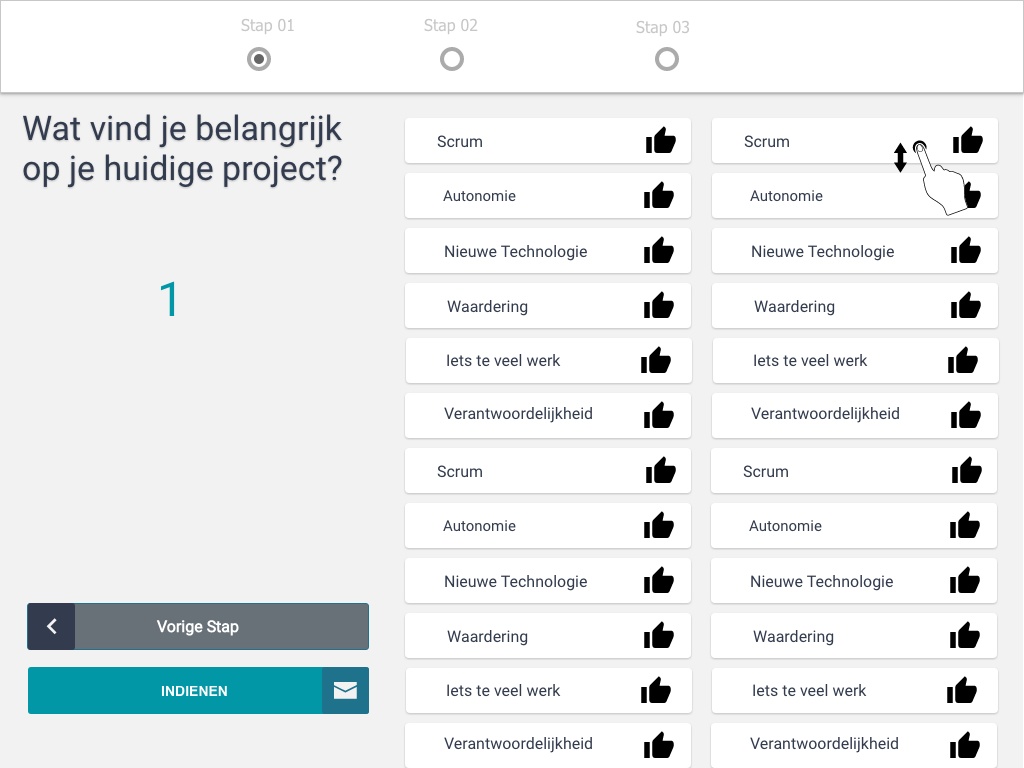 Stap 01
Stap 02
Stap 03
Wat vind je belangrijk
op je huidige project?
1
Vorige Stap
INDIENEN
Scrum
Autonomie
Nieuwe Technologie
Waardering
Iets te veel werk
Verantwoordelijkheid
Scrum
Autonomie
Nieuwe Technologie
Waardering
Iets te veel werk
Verantwoordelijkheid
Scrum
Autonomie
Nieuwe Technologie
Waardering
Iets te veel werk
Verantwoordelijkheid
Scrum
Autonomie
Nieuwe Technologie
Waardering
Iets te veel werk
Verantwoordelijkheid